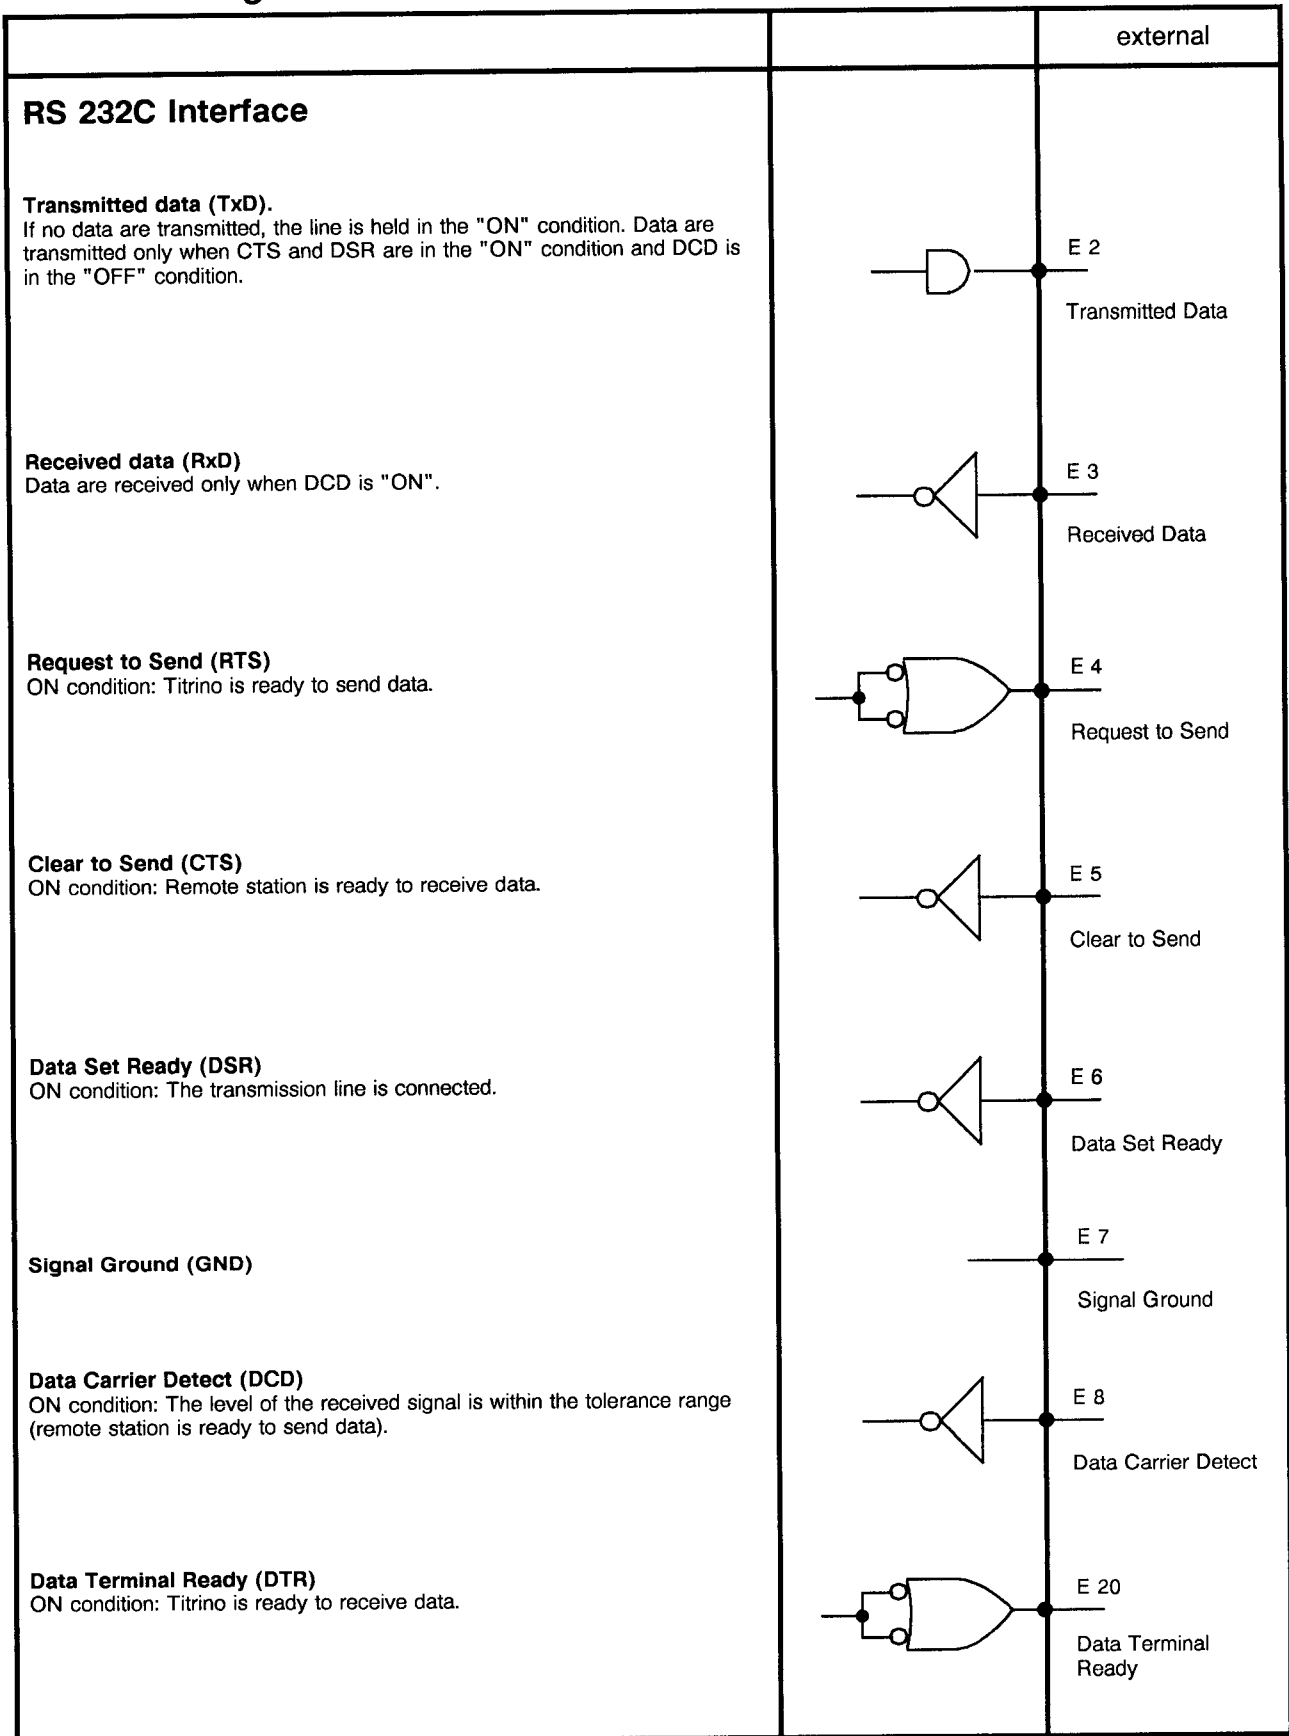 external
RS 232C Interface
Transmitted data (TxD).
If no data are transmitted, the line is held in the "ON" condition. Data are
transmitted only when CTS and DSR are in the "ON" condition and DCD is
in the "OFF" condition.
E 2
Transmitted Data
Received data (RxD)
Data are received only when DCD is "ON".
E 3
Received Data
Request to Send (RTS)
ON condition: Titrino is ready to send data.
E 4
Request to Send
Clear to Send (CTS)
ON condition: Remote station is ready to receive data.
E 5
Clear to Send
Data Set Ready (DSR)
ON condition: The transmission line is connected.
E 6
Data Set Ready
Signal Ground (GND)
E 7
Signal Ground
Data Carrier Detect (DCD)
ON condition: The level of the received signal is within the tolerance range
(remote station is ready to send data).
E 8
Data Carrier Detect
Data Terminal Ready (DTR)
ON condition: Titrino is ready to receive data.
E 20
Data Terminal
Ready